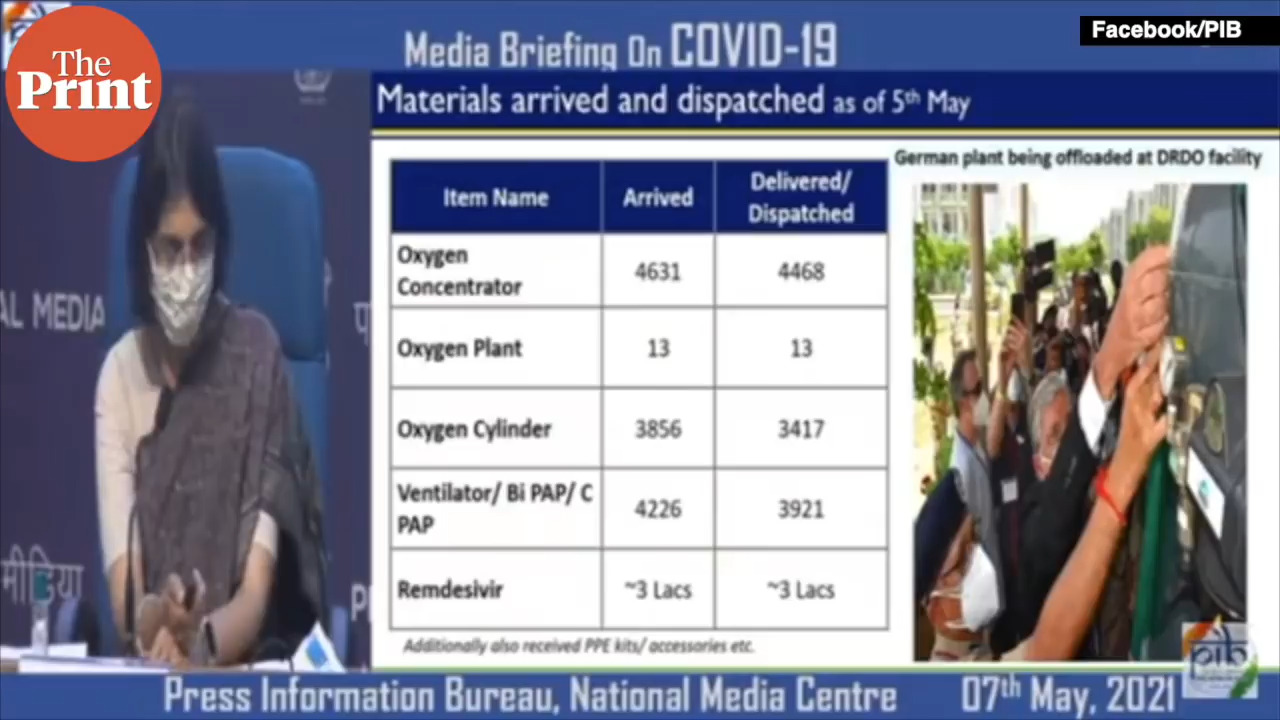 The
Print
Facebook/PIB
Media Briefing On COVID-19
Materials arrived and dispatched as of 5th May
German plant being offloaded at DRDO facility
Item Name Arrived Delivered/
Dispatched
Oxygen
Concentrator 4631 4468
Oxygen Plant 13 13
Oxygen Cylinder 3856 3417
Ventilator/ Bi PAP/ C
PAP 4226 3921
Remdesivir ~3 Lacs ~3 Lacs
Additionally also received PPE kits/ accessories etc.
AL MEDIA
मीडिया
Press Information Bureau, National Media Centre 07th May, 2021
pib